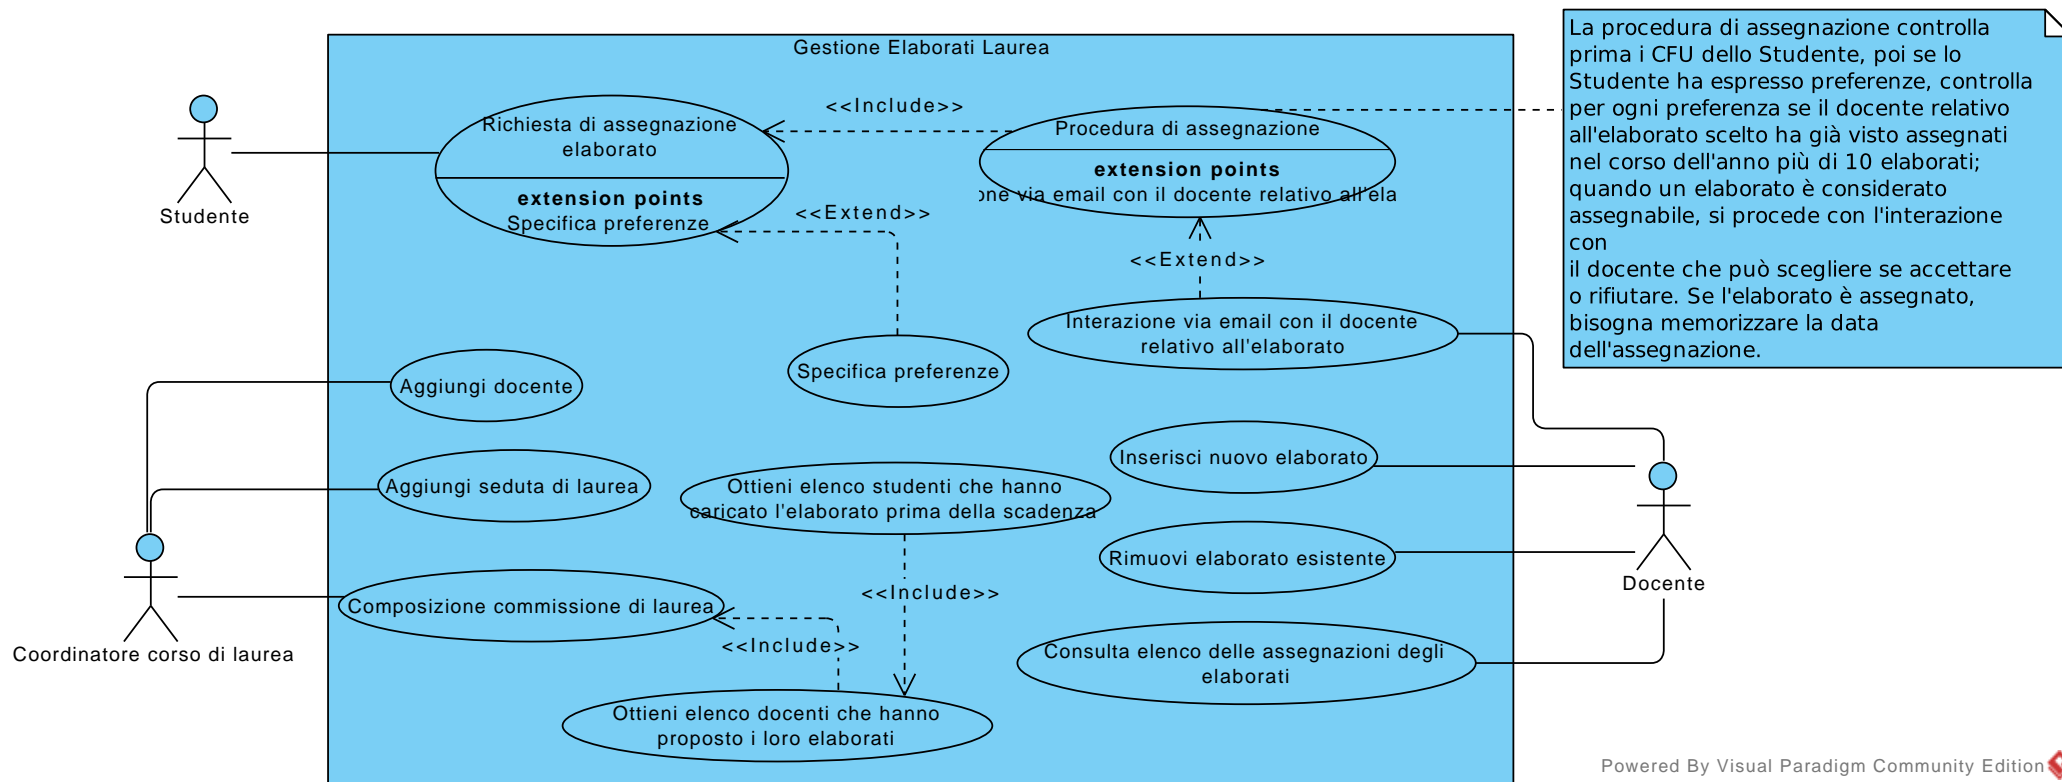 Gestione Elaborati Laurea
La procedura di assegnazione controlla
prima i CFU dello Studente, poi se lo
Studente ha espresso preferenze, controlla
per ogni preferenza se il docente relativo
all'elaborato scelto ha già visto assegnati
nel corso dell'anno più di 10 elaborati;
quando un elaborato è considerato
assegnabile, si procede con l'interazione
con
il docente che può scegliere se accettare
o rifiutare. Se l'elaborato è assegnato,
bisogna memorizzare la data
dell'assegnazione.
<<Include>>
Richiesta di assegnazione
elaborato
extension points
Specifica preferenze
Procedura di assegnazione
extension points
one via email con il docente relativo all'ela
Studente
<<Extend>>
<<Extend>>
Interazione via email con il docente
relativo all'elaborato
Specifica preferenze
Aggiungi docente
Inserisci nuovo elaborato
Aggiungi seduta di laurea
Ottieni elenco studenti che hanno
caricato l'elaborato prima della scadenza
Rimuovi elaborato esistente
Docente
<<Include>>
Composizione commissione di laurea
<<Include>>
Coordinatore corso di laurea
Consulta elenco delle assegnazioni degli
elaborati
Ottieni elenco docenti che hanno
proposto i loro elaborati
Powered By Visual Paradigm Community Edition